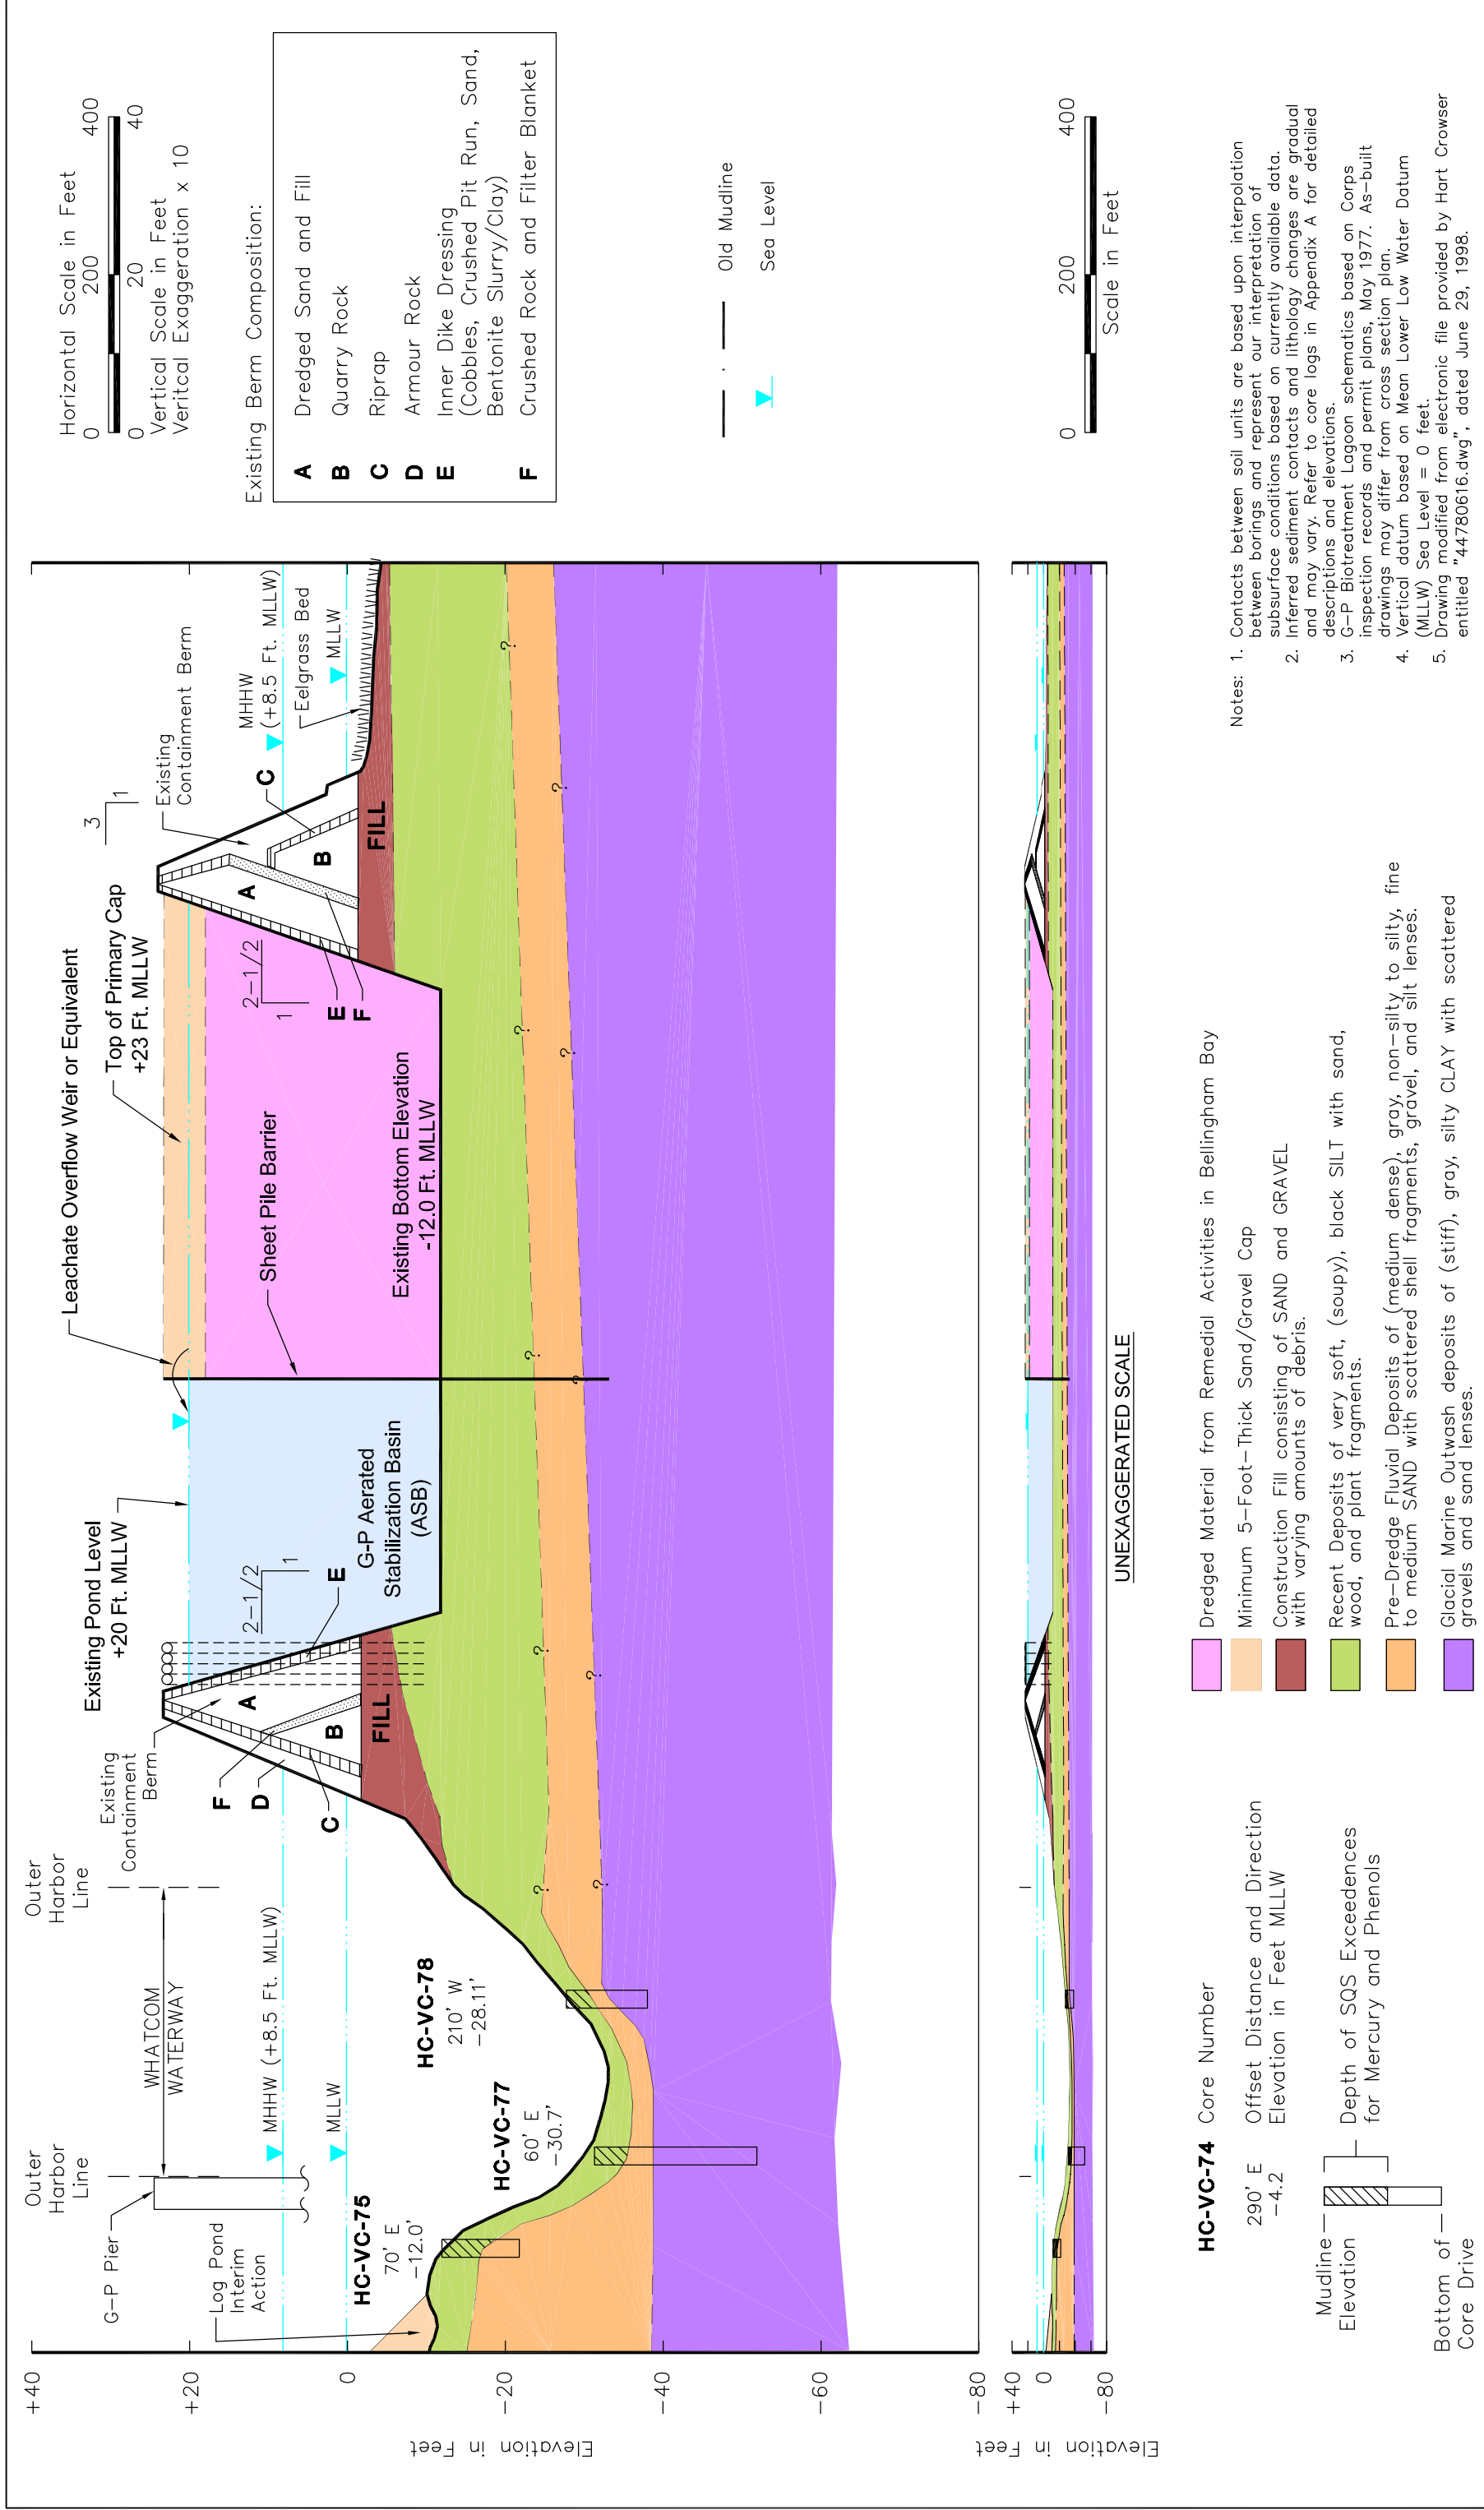 Horizontal Scale in Feet
0 200 400
0 20 40
Vertical Scale in Feet
Veritcal Exaggeration x 10
Existing Berm Composition:
A Dredged Sand and Fill
B Quarry Rock
C Riprap
D Armour Rock
E Inner Dike Dressing
(Cobbles, Crushed Pit Run, Sand,
Bentonite Slurry/Clay)
F Crushed Rock and Filter Blanket
Old Mudline
Sea Level
0 200 400
Scale in Feet
+40
+20
0
-20
-40
-60
-80
Elevation in Feet
Outer
Harbor
Line
WHATCOM
WATERWAY
Outer
Harbor
Line
G-P Pier
Log Pond
Interim
Action
MHHW (+8.5 Ft. MLLW)
MLLW
HC-VC-75
70' E
-12.0'
HC-VC-77
60' E
-30.7'
HC-VC-78
210' W
-28.11'
Existing
Containment
Berm
F
D
C
A
B
FILL
E
2-1/2
1
Existing Pond Level
+20 Ft. MLLW
G-P Aerated
Stabilization Basin
(ASB)
Leachate Overflow Weir or Equivalent
Top of Primary Cap
+23 Ft. MLLW
Sheet Pile Barrier
Existing Bottom Elevation
-12.0 Ft. MLLW
2-1/2
1
E
F
A
B
C
FILL
3
1
Existing
Containment Berm
MHHW
(+8.5 Ft. MLLW)
Eelgrass Bed
MLLW
? ? ? ? ? ?
? ? ? ? ?
+40
0
-80
Elevation in Feet
UNEXAGGERATED SCALE
HC-VC-74 Core Number
290' E Offset Distance and Direction
-4.2 Elevation in Feet MLLW
Mudline
Elevation
Depth of SQS Exceedences
for Mercury and Phenols
Bottom of
Core Drive
Dredged Material from Remedial Activities in Bellingham Bay
Minimum 5-Foot-Thick Sand/Gravel Cap
Construction Fill consisting of SAND and GRAVEL
with varying amounts of debris.
Recent Deposits of very soft, (soupy), black SILT with sand,
wood, and plant fragments.
Pre-Dredge Fluvial Deposits of (medium dense), gray, non-silty to silty, fine
to medium SAND with scattered shell fragments, gravel, and silt lenses.
Glacial Marine Outwash deposits of (stiff), gray, silty CLAY with scattered
gravels and sand lenses.
Notes: 1. Contacts between soil units are based upon interpolation
between borings and represent our interpretation of
subsurface conditions based on currently available data.
2. Inferred sediment contacts and lithology changes are gradual
and may vary. Refer to core logs in Appendix A for detailed
descriptions and elevations.
3. G-P Biotreatment Lagoon schematics based on Corps
inspection records and permit plans, May 1977. As-built
drawings may differ from cross section plan.
4. Vertical datum based on Mean Lower Low Water Datum
(MLLW) Sea Level = 0 feet.
5. Drawing modified from electronic file provided by Hart Crowser
entitled "44780616.dwg", dated June 29, 1998.